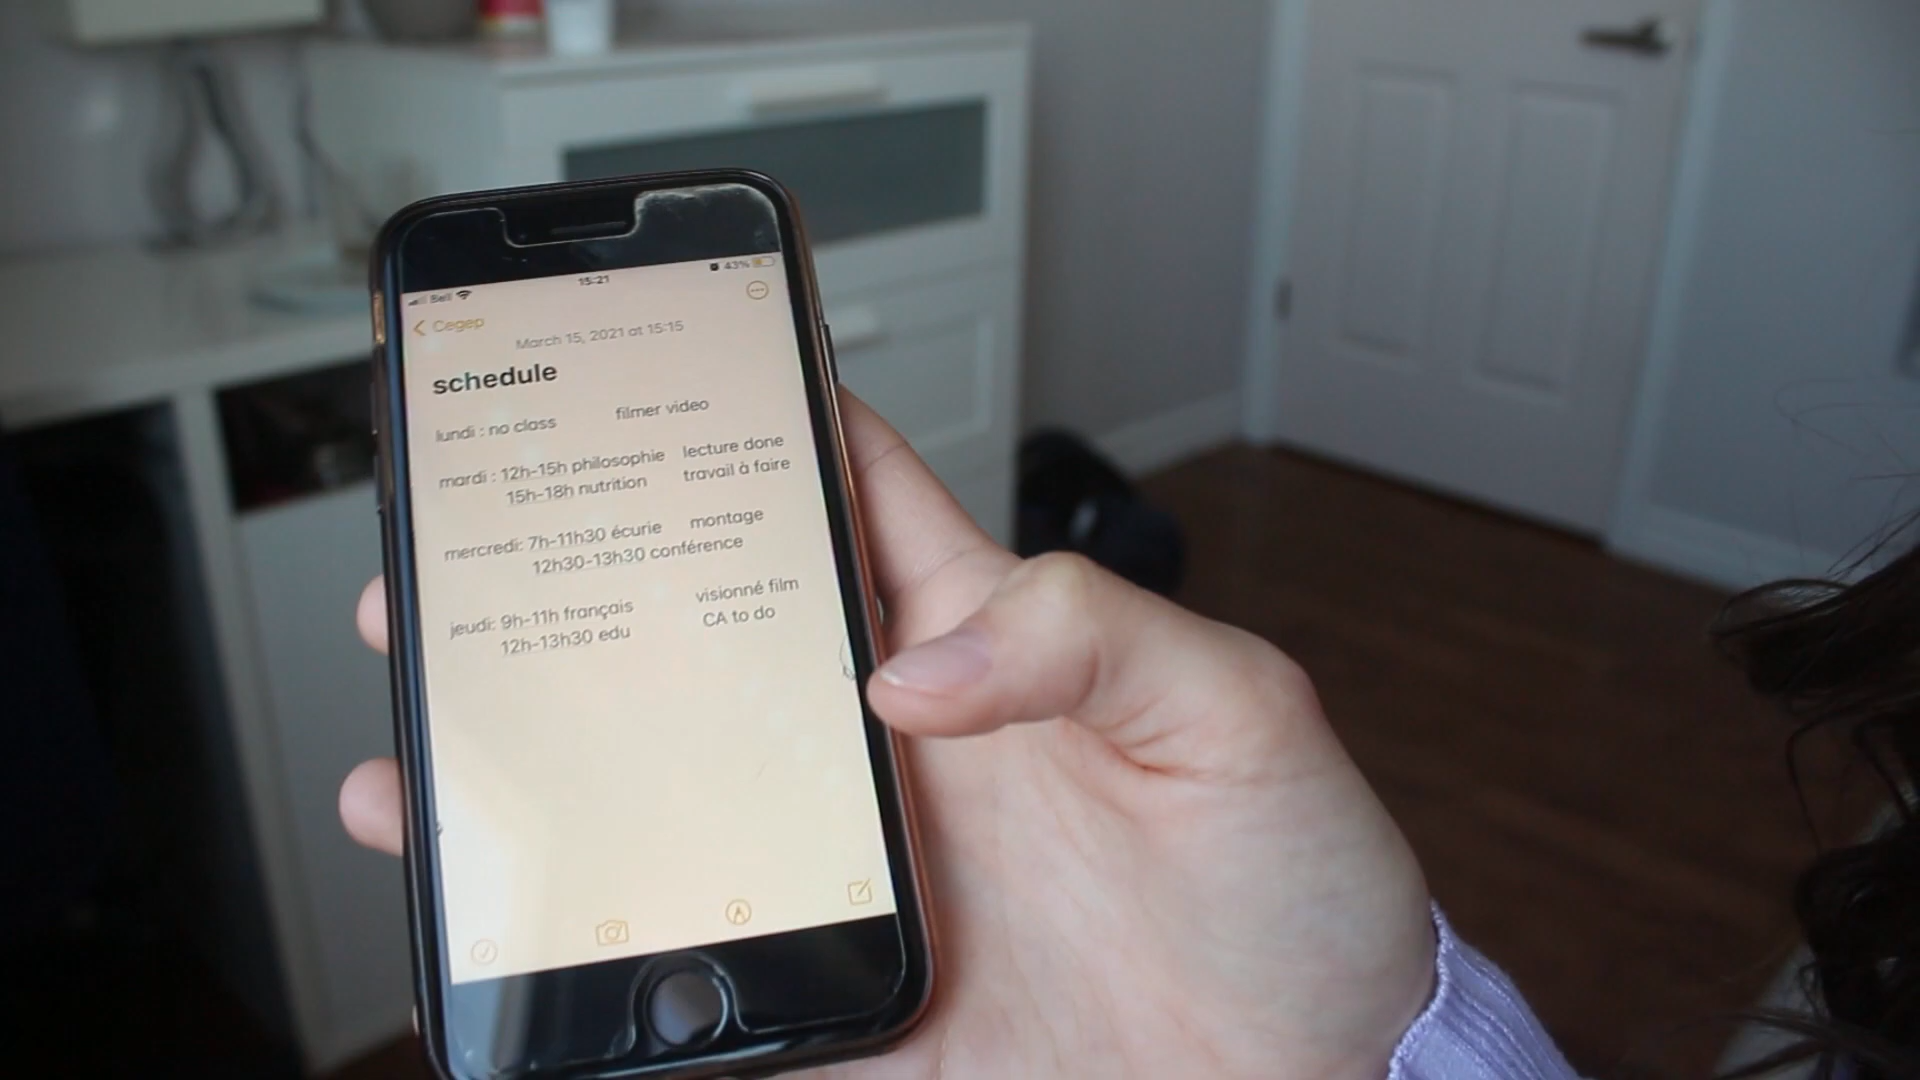 Bell 15:21 43%
Cegep
March 15, 2021 at 15:15
schedule
lundi : no class filmer video
mardi : 12h-15h philosophie lecture done
15h-18h nutrition travail à faire
mercredi: 7h-11h30 écurie montage
12h30-13h30 conférence
jeudi: 9h-11h français visionné film
12h-13h30 edu CA to do